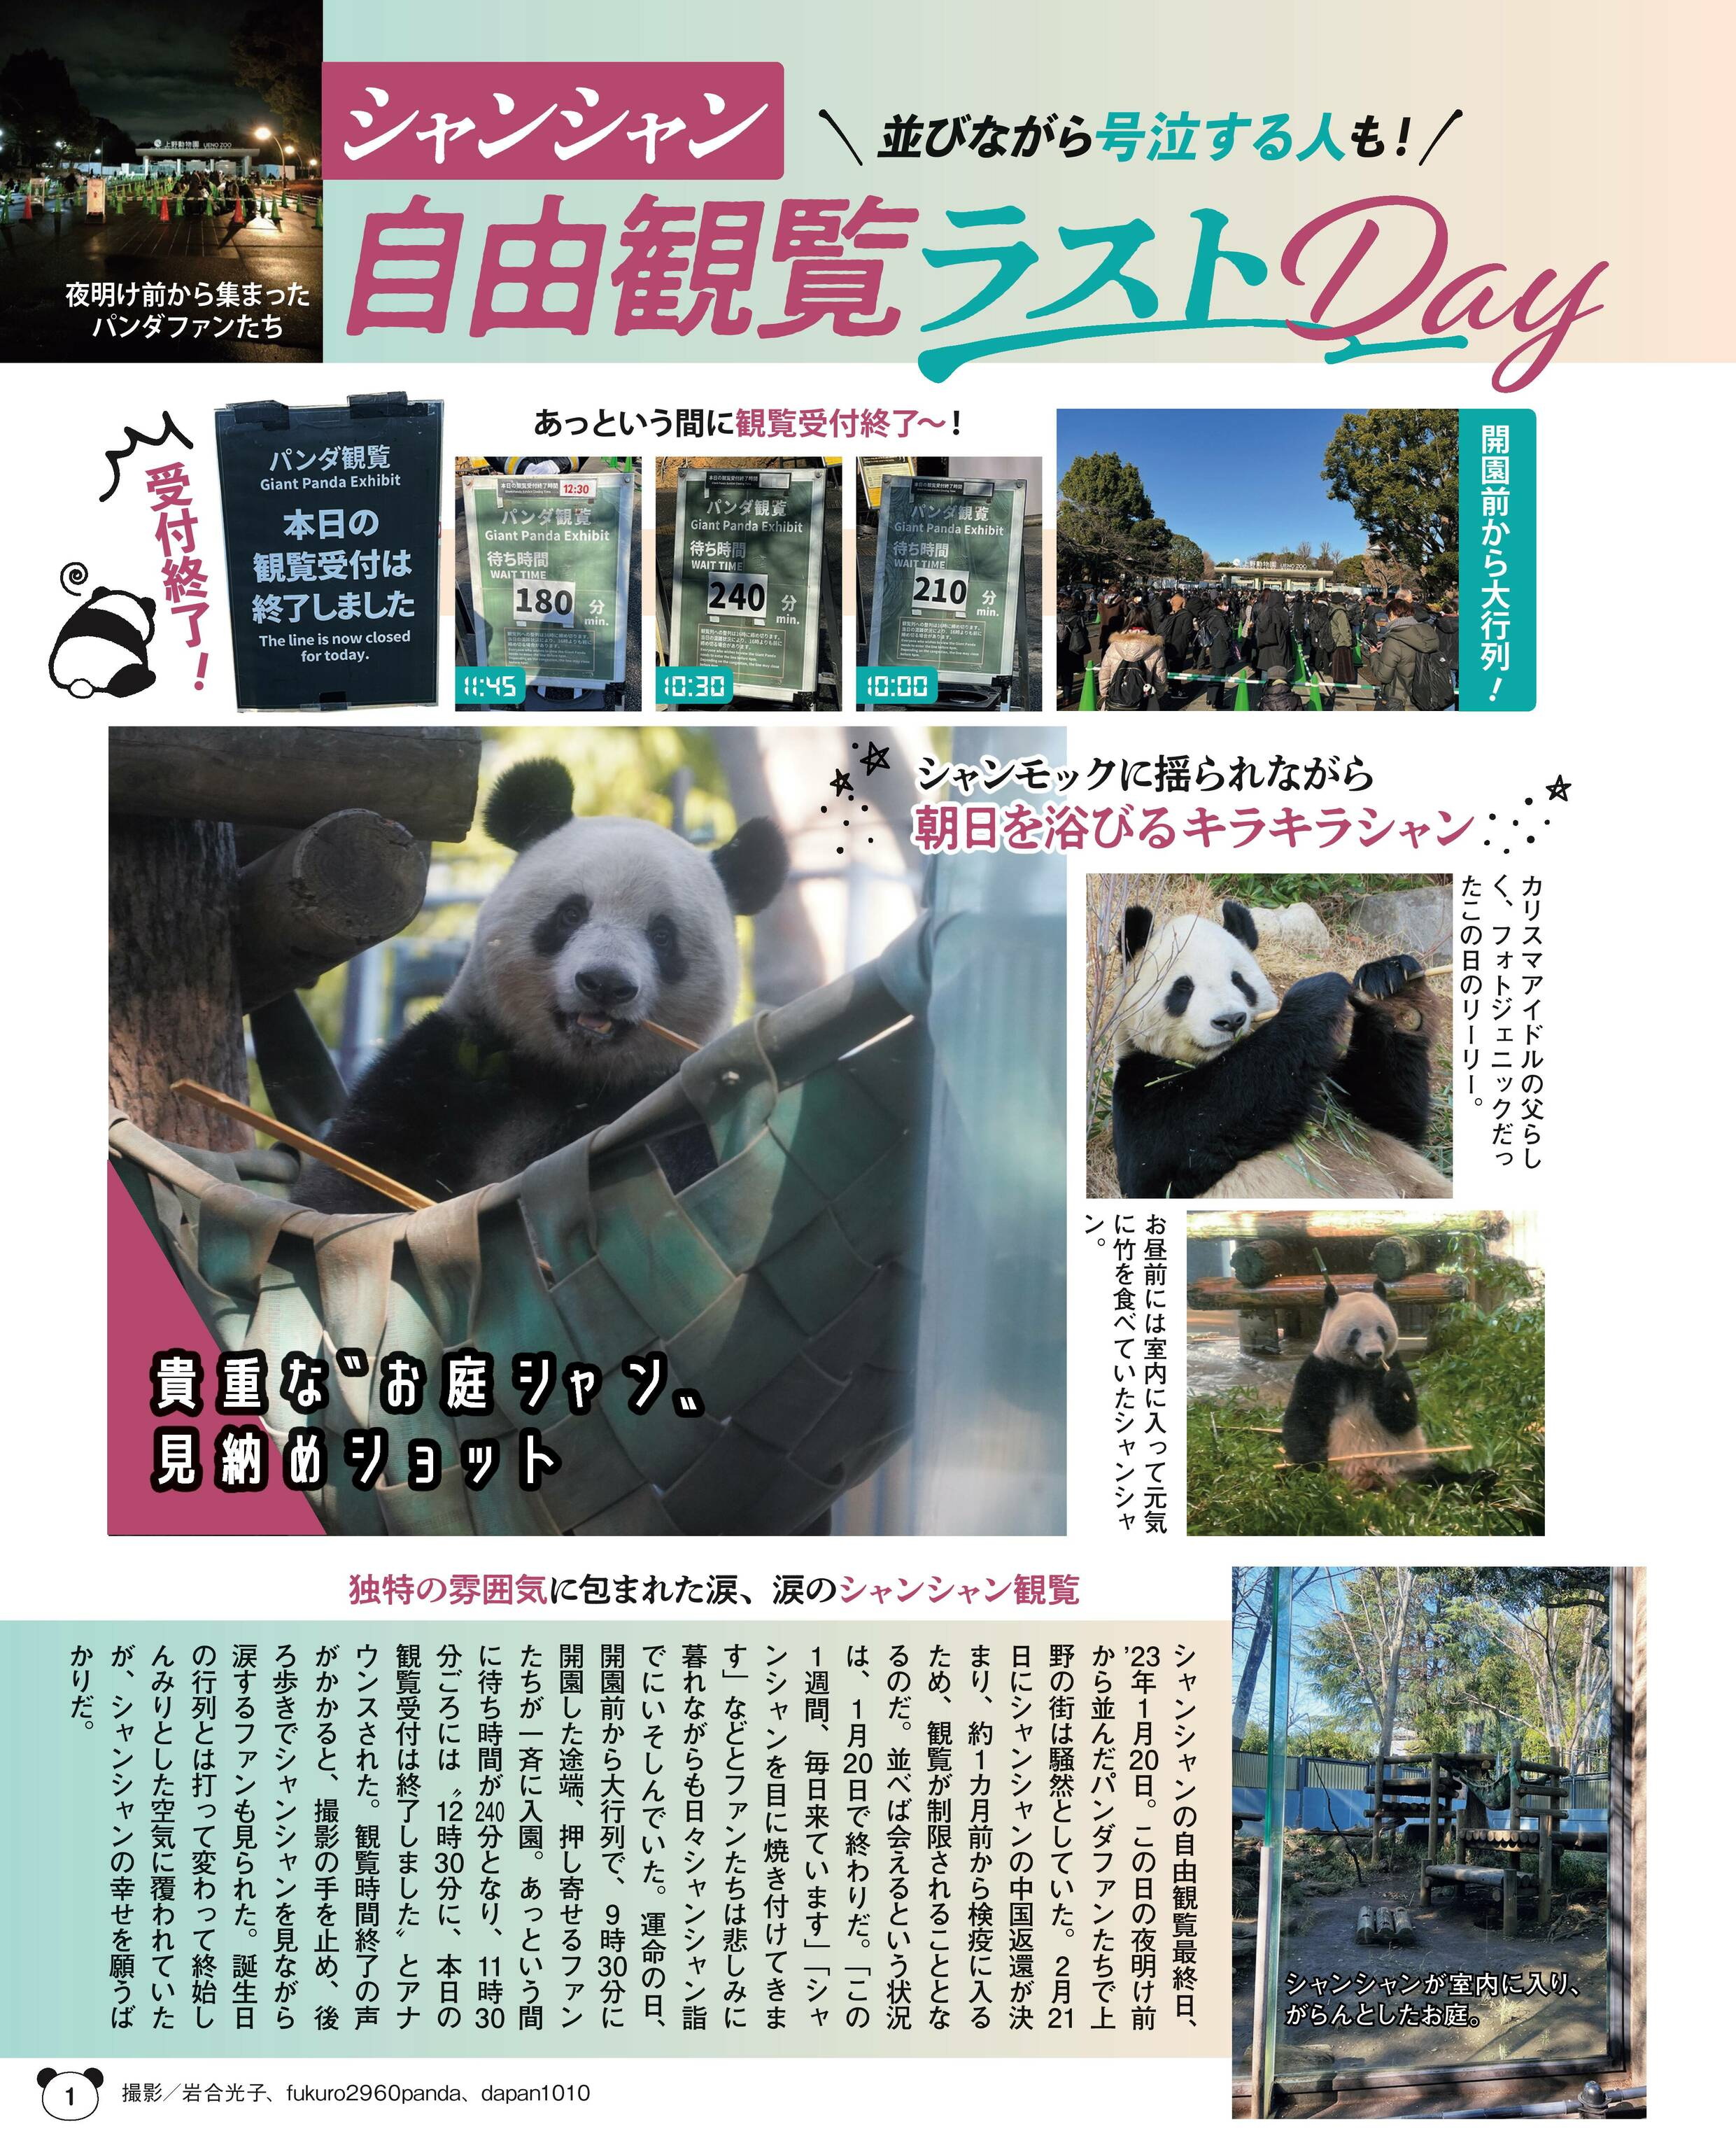 シャンシャン
並びながら号泣する人も！
自由観覧ラストDay
上野動物園 UENO ZOO
夜明け前から集まった
パンダファンたち
開園前から大行列！
上野動物園 UENO ZOO
あっという間に観覧受付終了〜！
パンダ観覧
Giant Panda Exhibit
待ち時間
WAIT TIME
210 分
min.
10:00
パンダ観覧
Giant Panda Exhibit
待ち時間
WAIT TIME
240 分
min.
10:30
本日の観覧受付終了時間 12:30
パンダ観覧
Giant Panda Exhibit
待ち時間
WAIT TIME
180 分
min.
11:45
パンダ観覧
Giant Panda Exhibit
本日の
観覧受付は
終了しました
The line is now closed
for today.
受付終了！
シャンモックに揺られながら
朝日を浴びるキラキラシャン
カリスマアイドルの父らし
く、フォトジェニックだっ
たこの日のリーリー。
お昼前には室内に入って元気
に竹を食べていたシャンシャ
ン。
貴重な〝お庭シャン〟
見納めショット
独特の雰囲気に包まれた涙、涙のシャンシャン観覧
シャンシャンの自由観覧最終日、
’23年1月20日。この日の夜明け前
から並んだパンダファンたちで上
野の街は騒然としていた。2月21
日にシャンシャンの中国返還が決
まり、約1カ月前から検疫に入る
ため、観覧が制限されることとな
るのだ。並べば会えるという状況
は、1月20日で終わりだ。「この
1週間、毎日来ています」「シャ
ンシャンを目に焼き付けてきま
す」などとファンたちは悲しみに
暮れながらも日々シャンシャン詣
でにいそしんでいた。運命の日、
開園前から大行列で、9時30分に
開園した途端、押し寄せるファン
たちが一斉に入園。あっという間
に待ち時間が240分となり、11時30
分ごろには〝12時30分に、本日の
観覧受付は終了しました〟とアナ
ウンスされた。観覧時間終了の声
がかかると、撮影の手を止め、後
ろ歩きでシャンシャンを見ながら
涙するファンも見られた。誕生日
の行列とは打って変わって終始し
んみりとした空気に覆われていた
が、シャンシャンの幸せを願うば
かりだ。
シャンシャンが室内に入り、
がらんとしたお庭。
1
撮影／岩合光子、fukuro2960panda、dapan1010